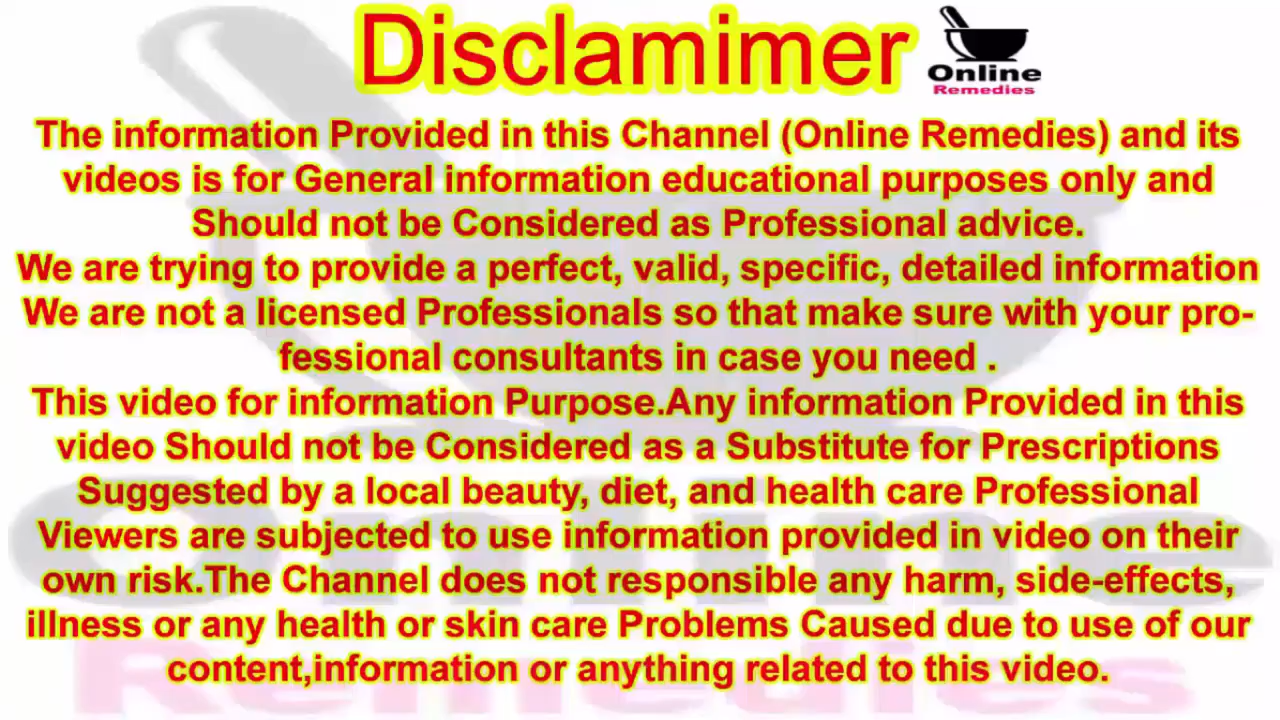 Disclamimer
Online
Remedies
The information Provided in this Channel (Online Remedies) and its
videos is for General information educational purposes only and
Should not be Considered as Professional advice.
We are trying to provide a perfect, valid, specific, detailed information
We are not a licensed Professionals so that make sure with your pro-
fessional consultants in case you need .
This video for information Purpose.Any information Provided in this
video Should not be Considered as a Substitute for Prescriptions
Suggested by a local beauty, diet, and health care Professional
Viewers are subjected to use information provided in video on their
own risk.The Channel does not responsible any harm, side-effects,
illness or any health or skin care Problems Caused due to use of our
content,information or anything related to this video.
Online
Remedies